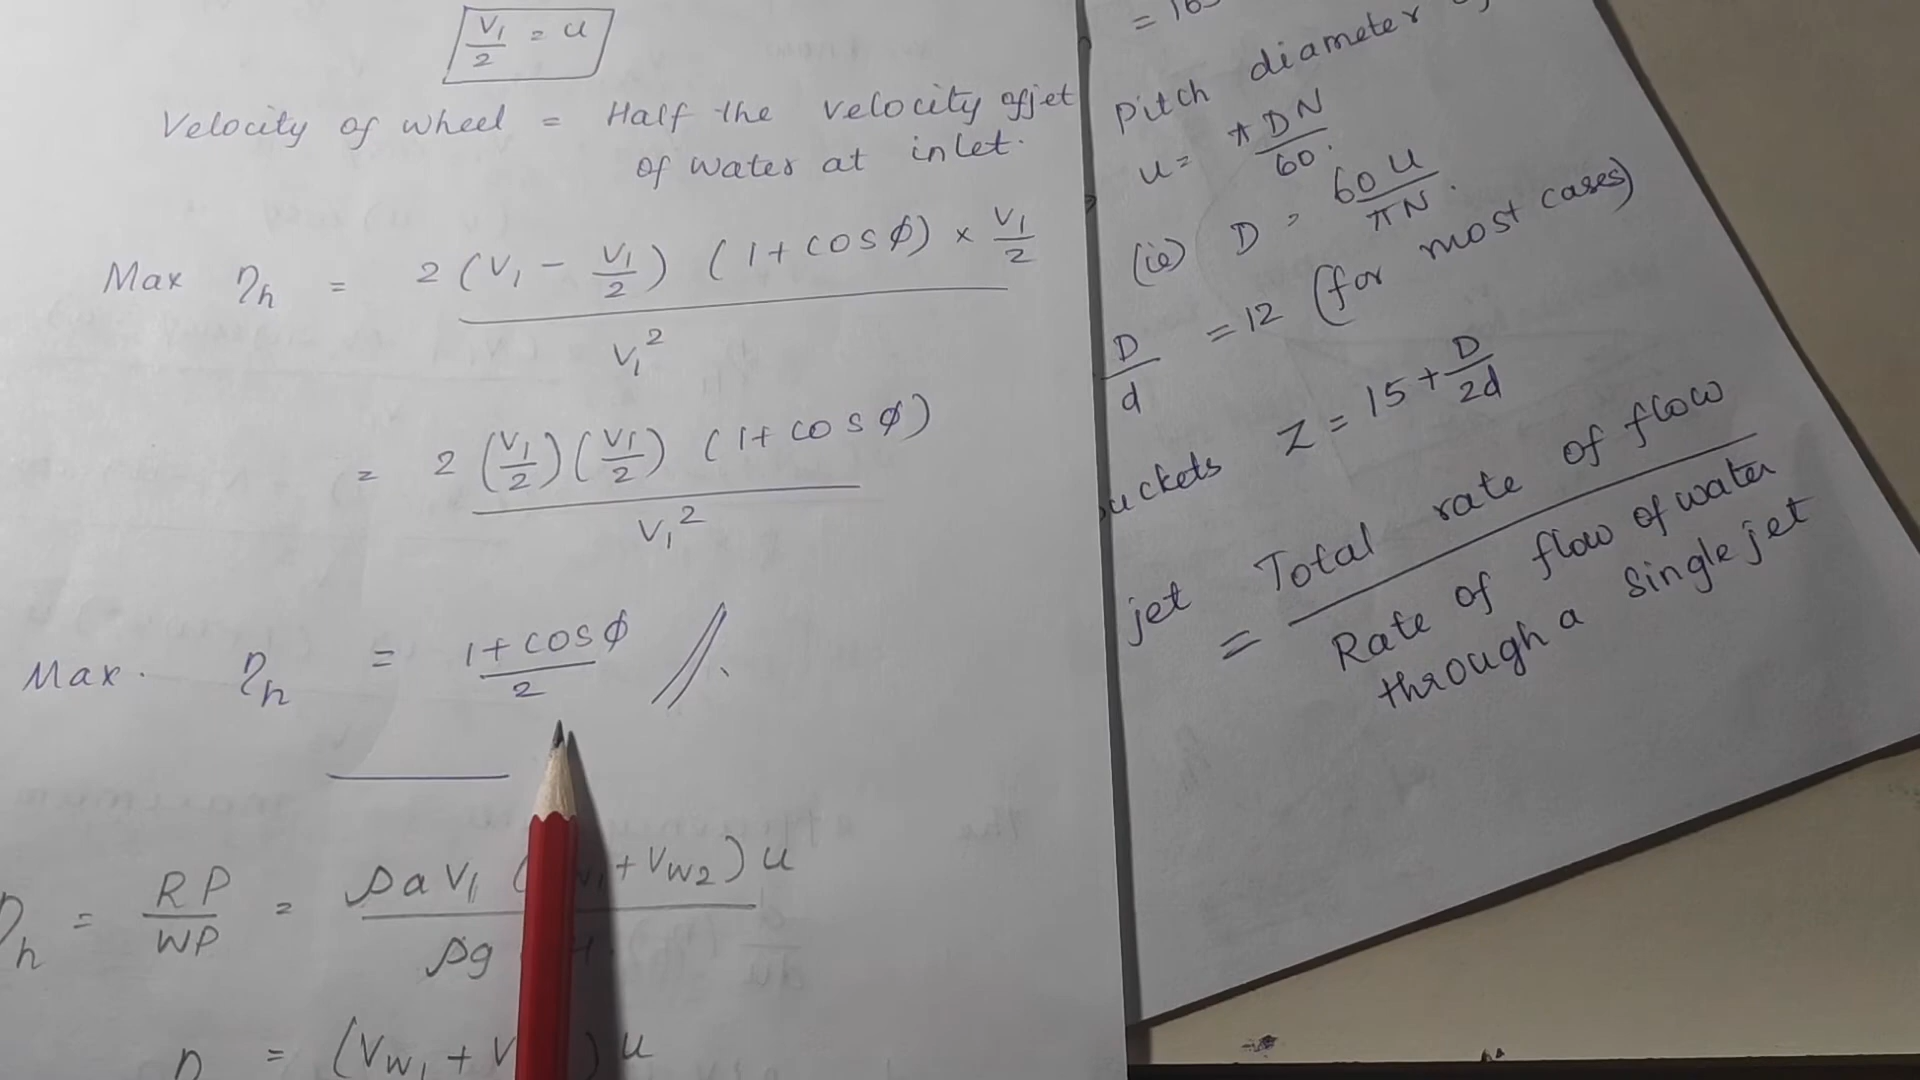 V₁/2 = u
Velocity of wheel = Half the velocity of jet
of water at inlet.
Max ηh = 2 (V₁ - V₁/2) (1+cosφ) × V₁/2
V₁²
= 2 (V₁/2) (V₁/2) (1+cosφ)
V₁²
Max. ηh = 1+cosφ/2
ηh = RP/WP = ρaV₁ ( +Vw2) u
ρg
= (Vw₁ + V ) u
= 16
Pitch diameter
u = πDN/60.
(ie) D = 60u/πN.
D/d = 12 (for most cases)
uckets Z = 15 + D/2d
jet = Total rate of flow
Rate of flow of water
through a single jet